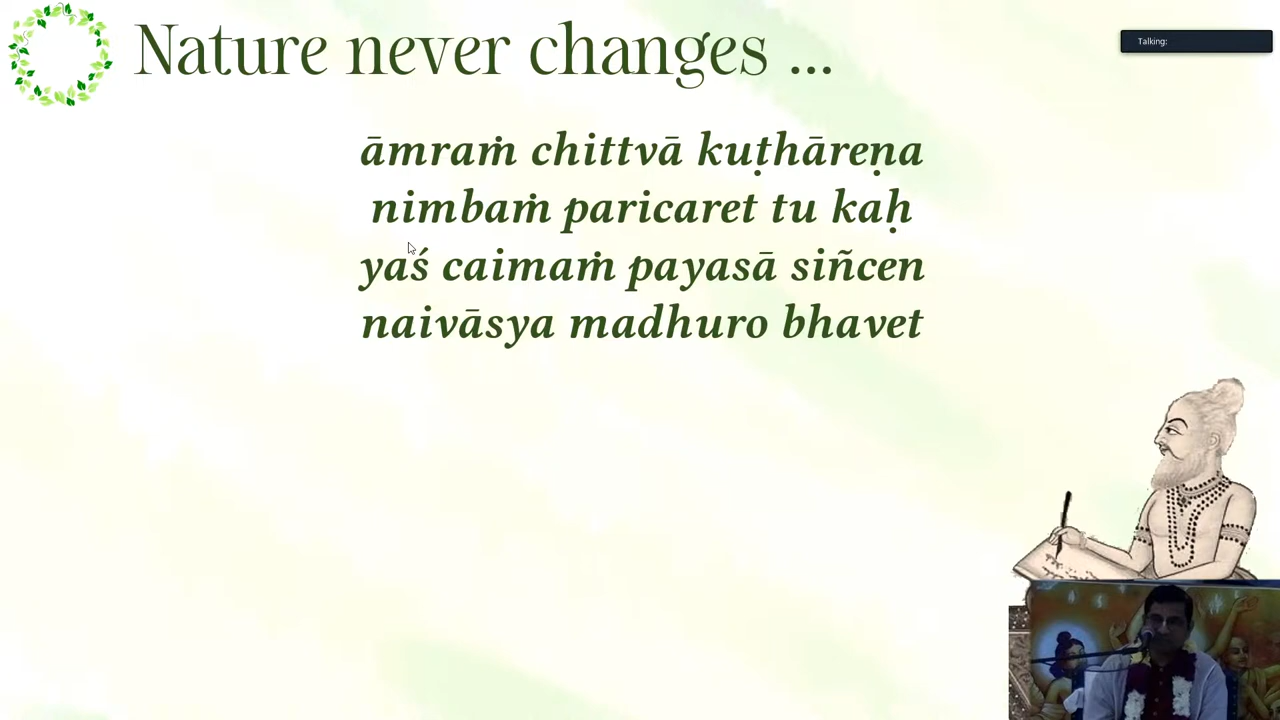 Nature never changes ...
Talking:
āmraṁ chittvā kuṭhāreṇa
nimbaṁ paricaret tu kaḥ
yaś caimaṁ payasā siñcen
naivāsya madhuro bhavet